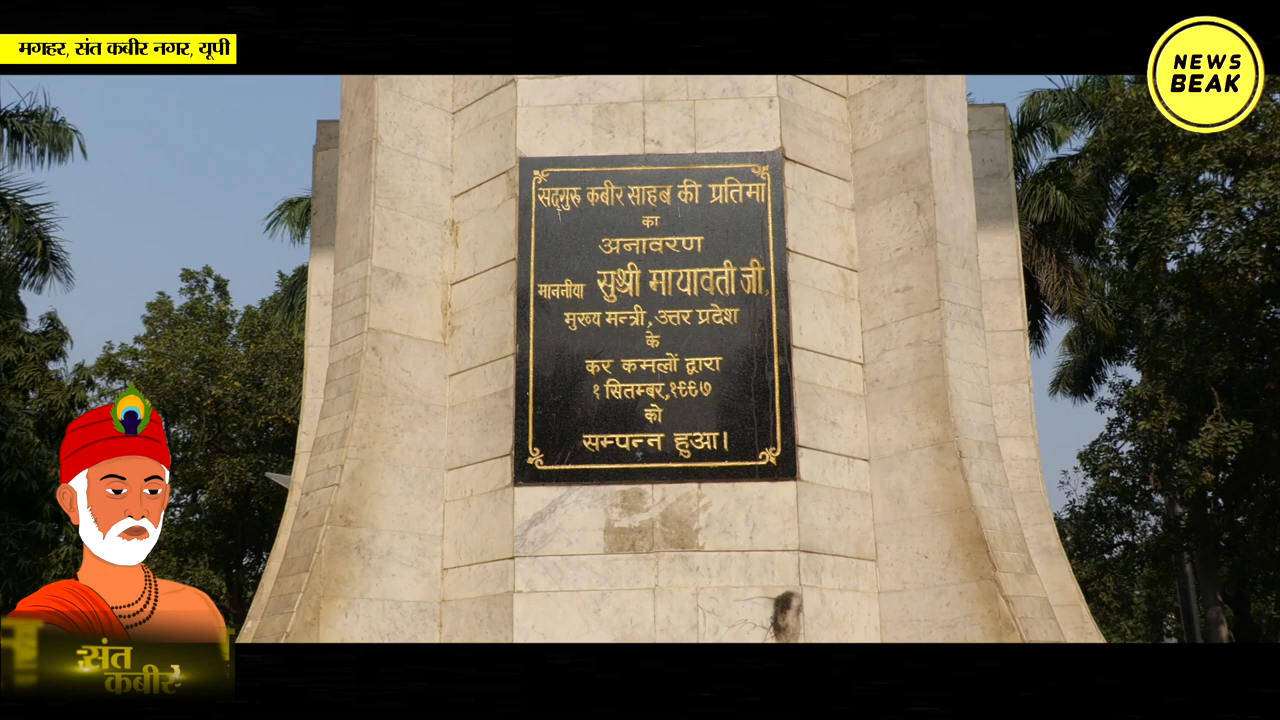 मगहर, संत कबीर नगर, यूपी
NEWS
BEAK
सद्गुरू कबीर साहब की प्रतिमा
का
अनावरण
माननीया सुश्री मायावती जी,
मुख्य मन्त्री, उत्तर प्रदेश
के
कर कमलों द्वारा
१ सितम्बर,१९९७
को
सम्पन्न हुआ।
संत
कबीर